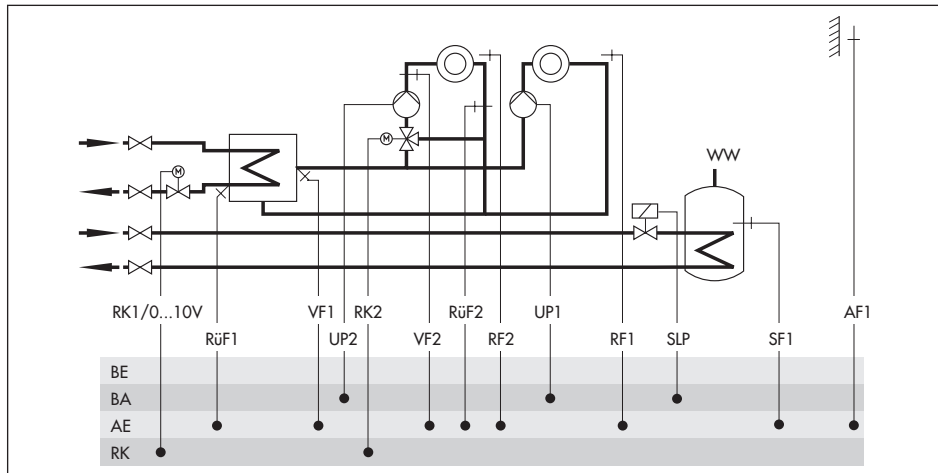 M
M
WW
RK1/0...10V VF1 RK2 RüF2 UP1 AF1
RüF1 UP2 VF2 RF2 RF1 SLP SF1
BE
BA
AE
RK